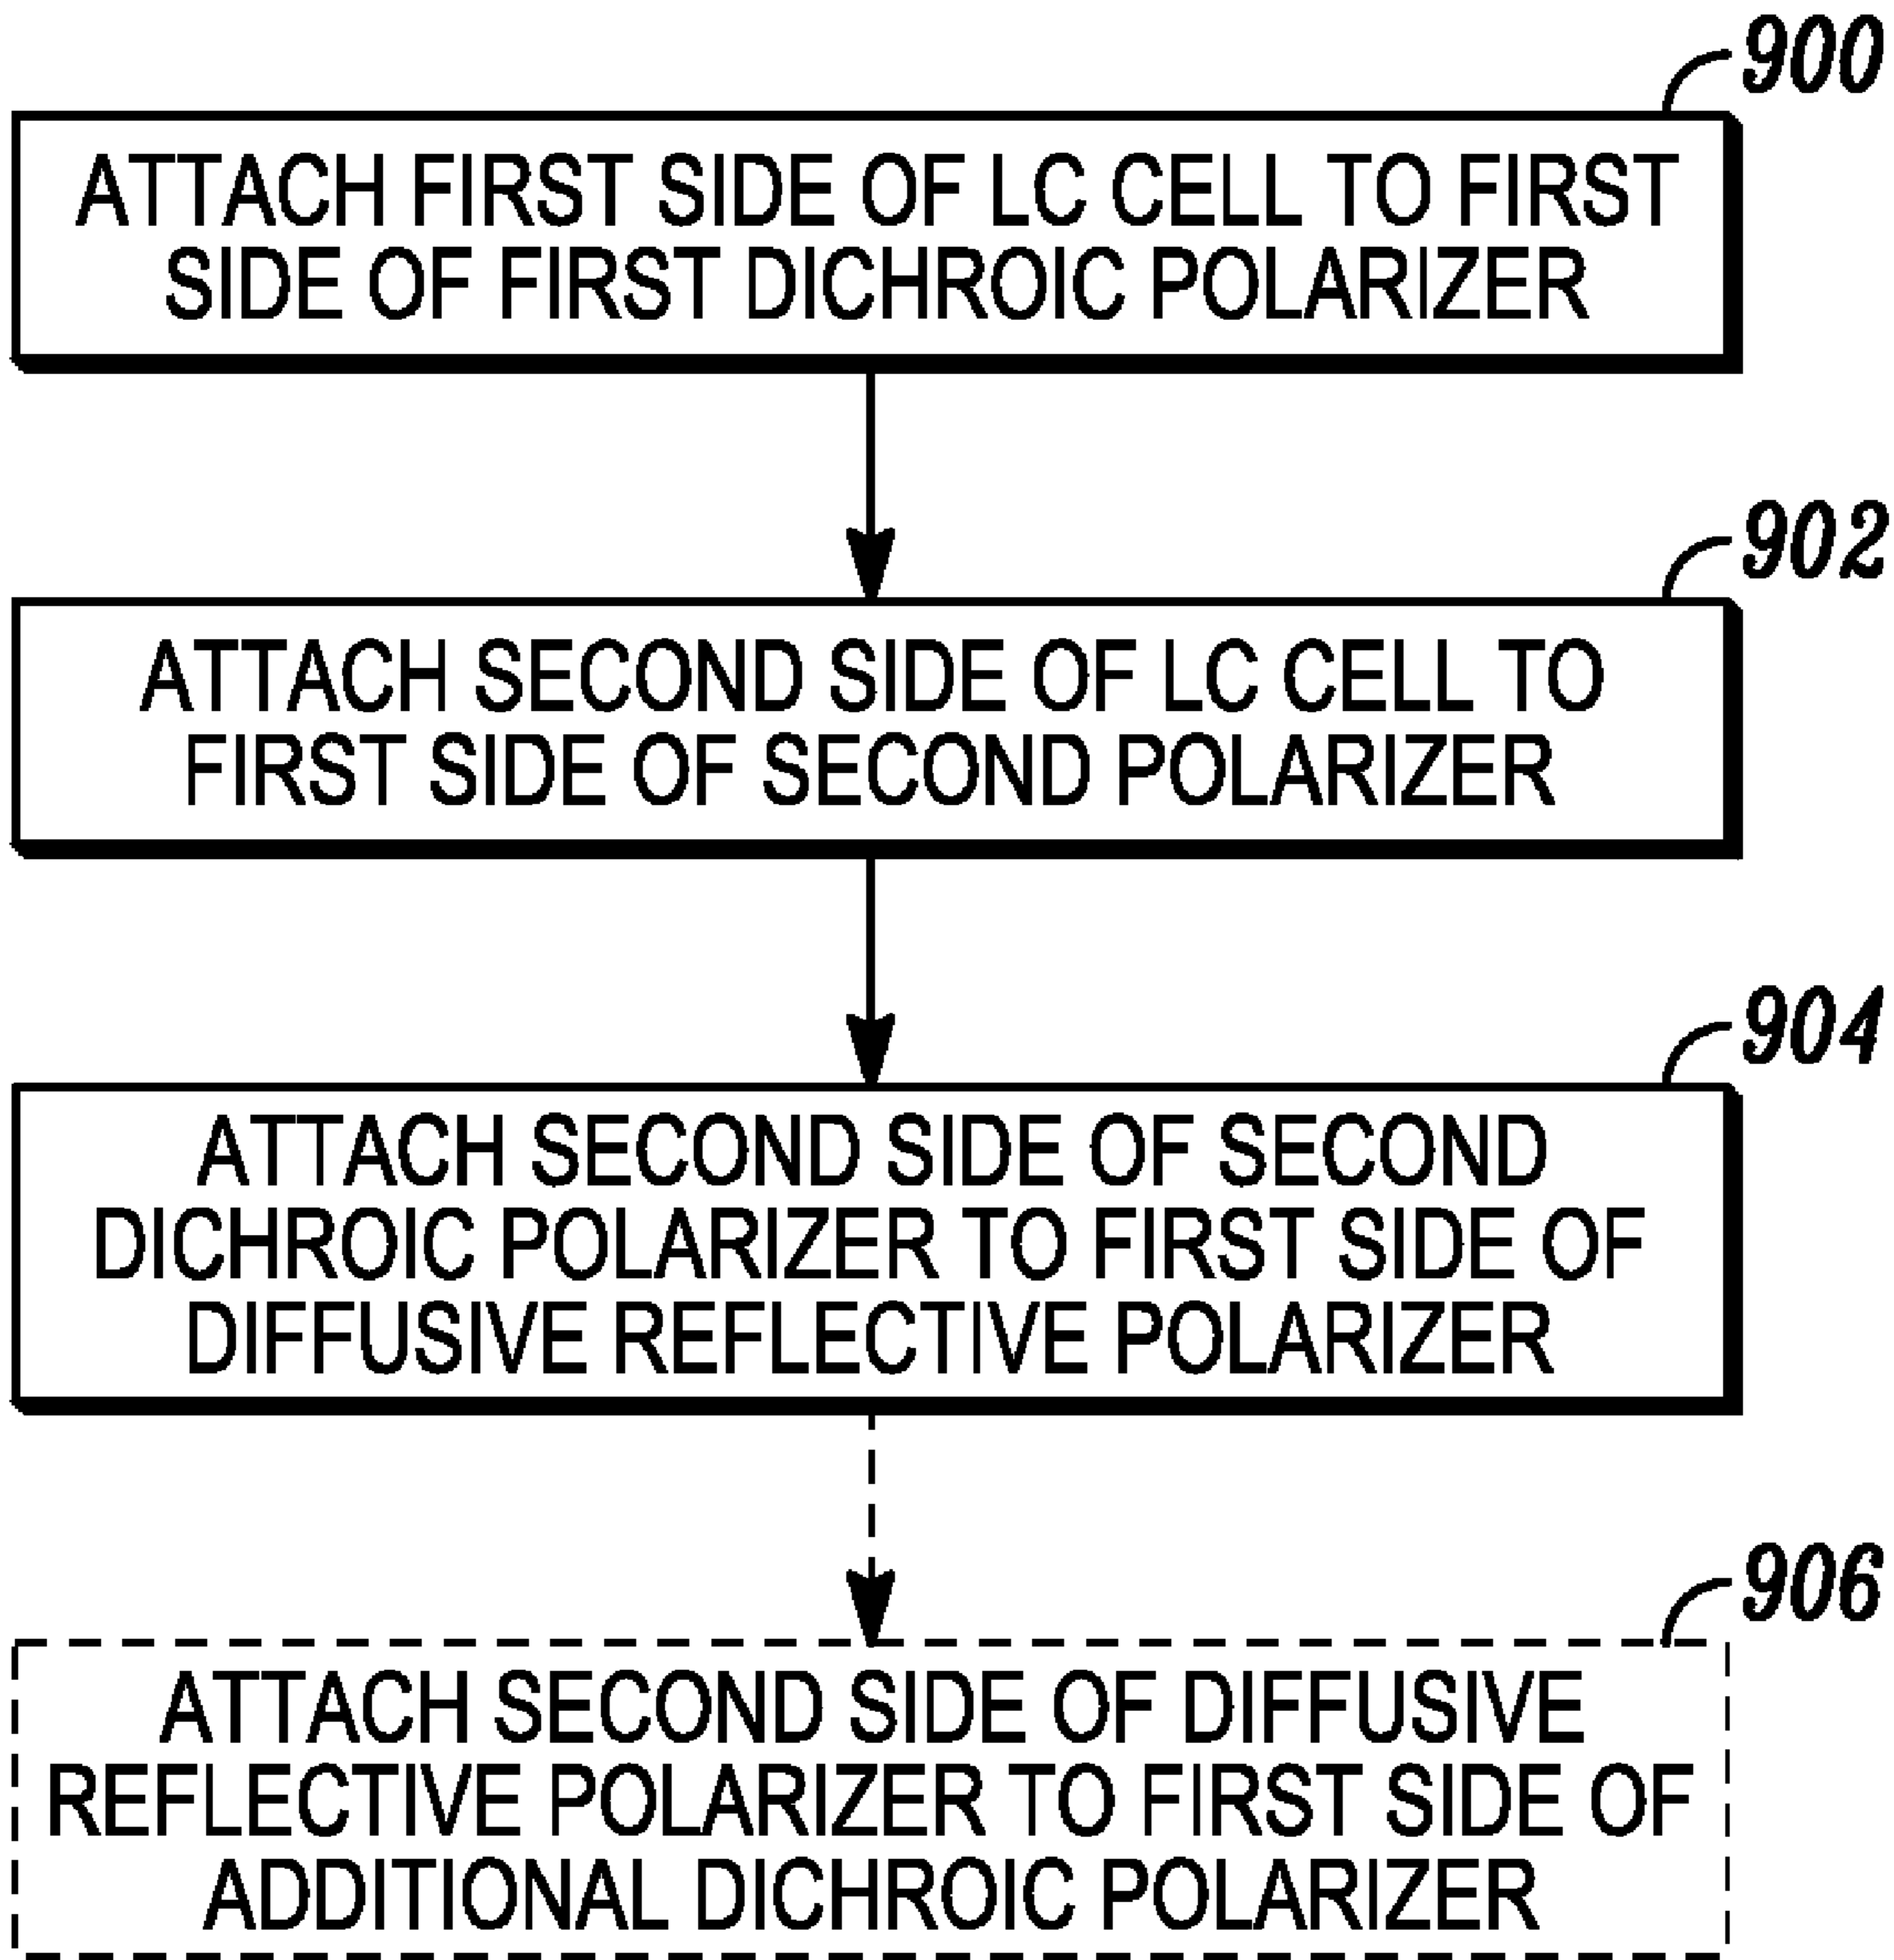 900
ATTACH FIRST SIDE OF LC CELL TO FIRST
SIDE OF FIRST DICHROIC POLARIZER
902
ATTACH SECOND SIDE OF LC CELL TO
FIRST SIDE OF SECOND POLARIZER
904
ATTACH SECOND SIDE OF SECOND
DICHROIC POLARIZER TO FIRST SIDE OF
DIFFUSIVE REFLECTIVE POLARIZER
906
ATTACH SECOND SIDE OF DIFFUSIVE
REFLECTIVE POLARIZER TO FIRST SIDE OF
ADDITIONAL DICHROIC POLARIZER